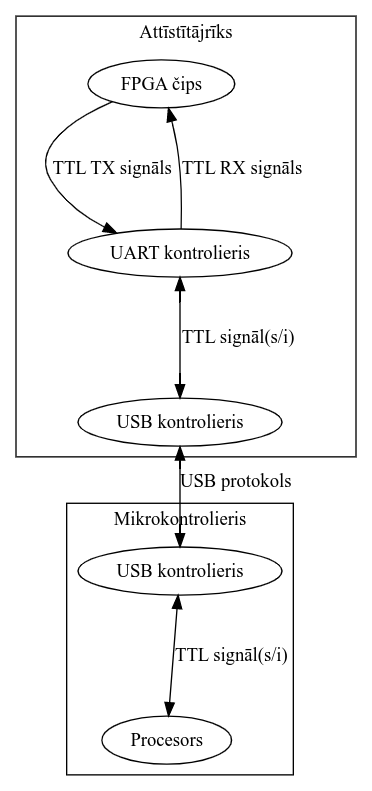 Attīstītājrīks
FPGA čips
TTL TX signāls
TTL RX signāls
UART kontrolieris
TTL signāl(s/i)
USB kontrolieris
USB protokols
Mikrokontrolieris
USB kontrolieris
TTL signāl(s/i)
Procesors